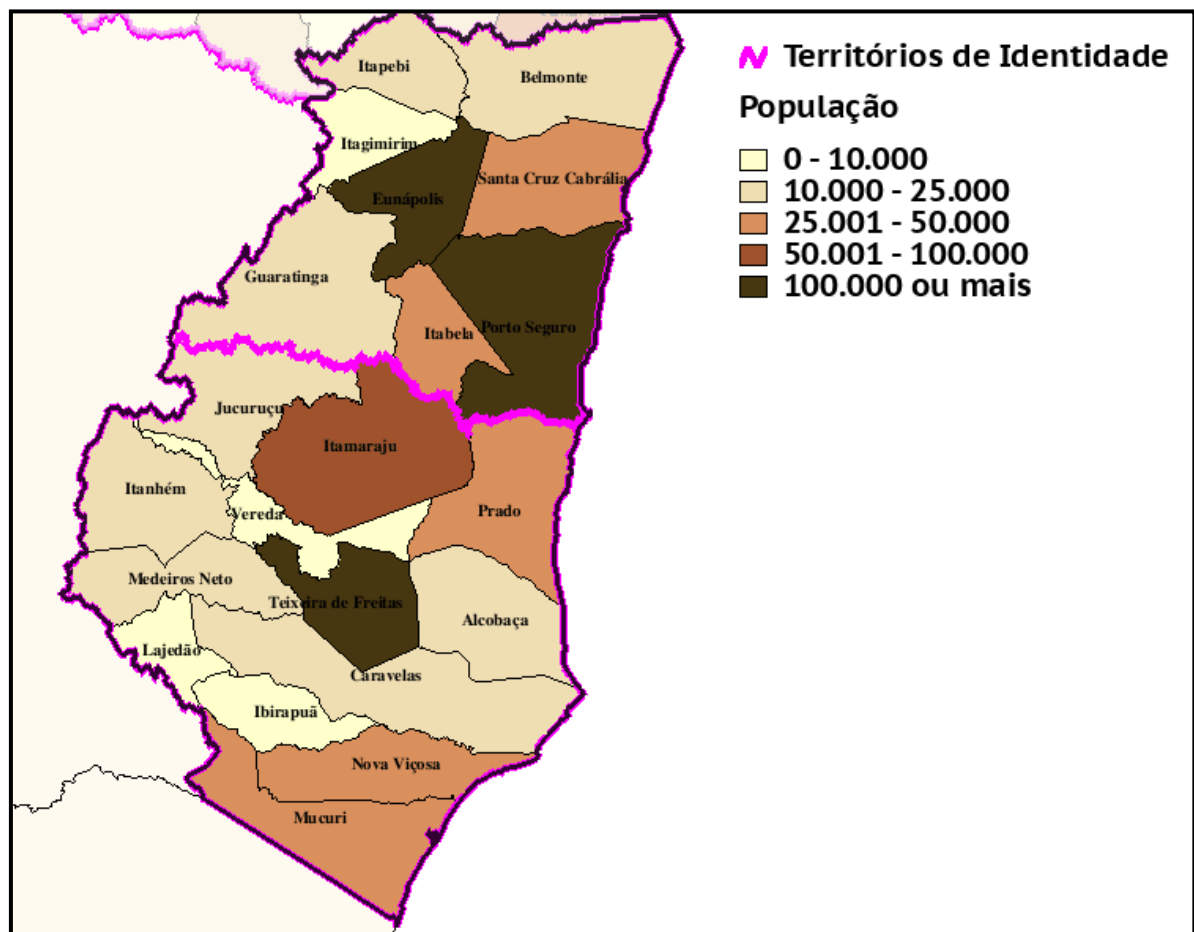 Territórios de Identidade
População
0 - 10.000
10.000 - 25.000
25.001 - 50.000
50.001 - 100.000
100.000 ou mais
Itapebi
Belmonte
Itagimirim
Santa Cruz Cabrália
Eunápolis
Guaratinga
Porto Seguro
Itabela
Jucuruçu
Itamaraju
Itanhém
Prado
Vereda
Medeiros Neto
Teixeira de Freitas
Alcobaça
Lajedão
Caravelas
Ibirapuã
Nova Viçosa
Mucuri